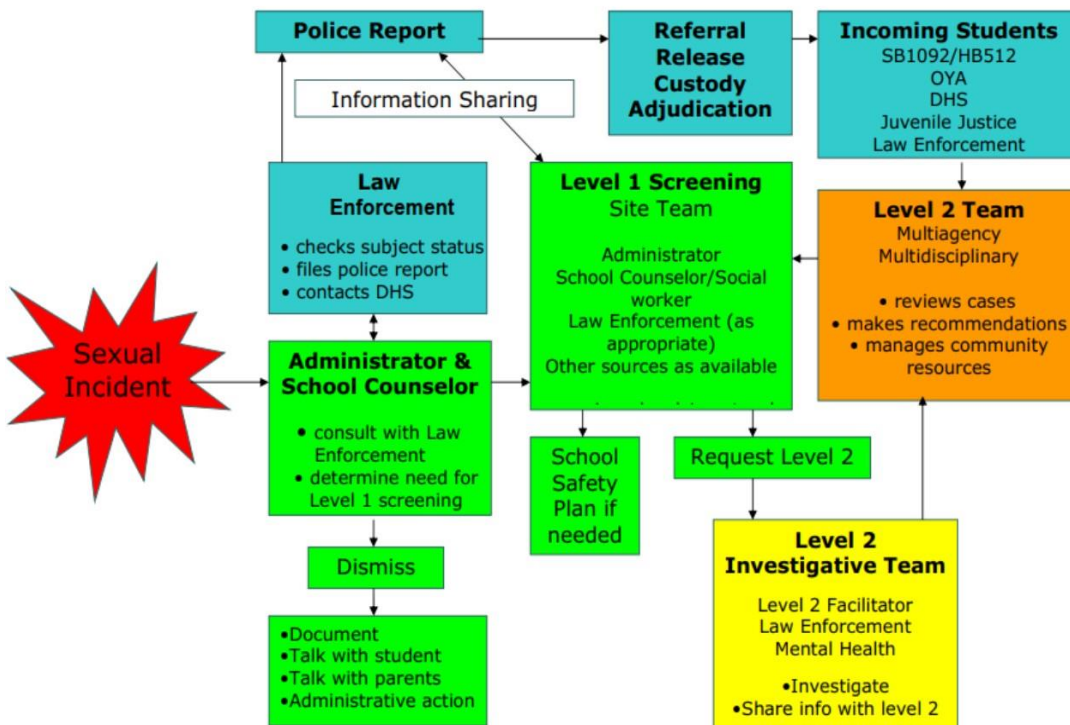 Police Report
Referral
Release
Custody
Adjudication
Incoming Students
SB1092/HB512
OYA
DHS
Juvenile Justice
Law Enforcement
Information Sharing
Law
Enforcement
• checks subject status
• files police report
• contacts DHS
Level 1 Screening
Site Team
Administrator
School Counselor/Social
worker
Law Enforcement (as
appropriate)
Other sources as available
Level 2 Team
Multiagency
Multidisciplinary
• reviews cases
• makes recommendations
• manages community
resources
Sexual
Incident
Administrator &
School Counselor
• consult with Law
Enforcement
• determine need for
Level 1 screening
School
Safety
Plan if
needed
Request Level 2
Dismiss
Level 2
Investigative Team
Level 2 Facilitator
Law Enforcement
Mental Health
•Investigate
•Share info with level 2
•Document
•Talk with student
•Talk with parents
•Administrative action